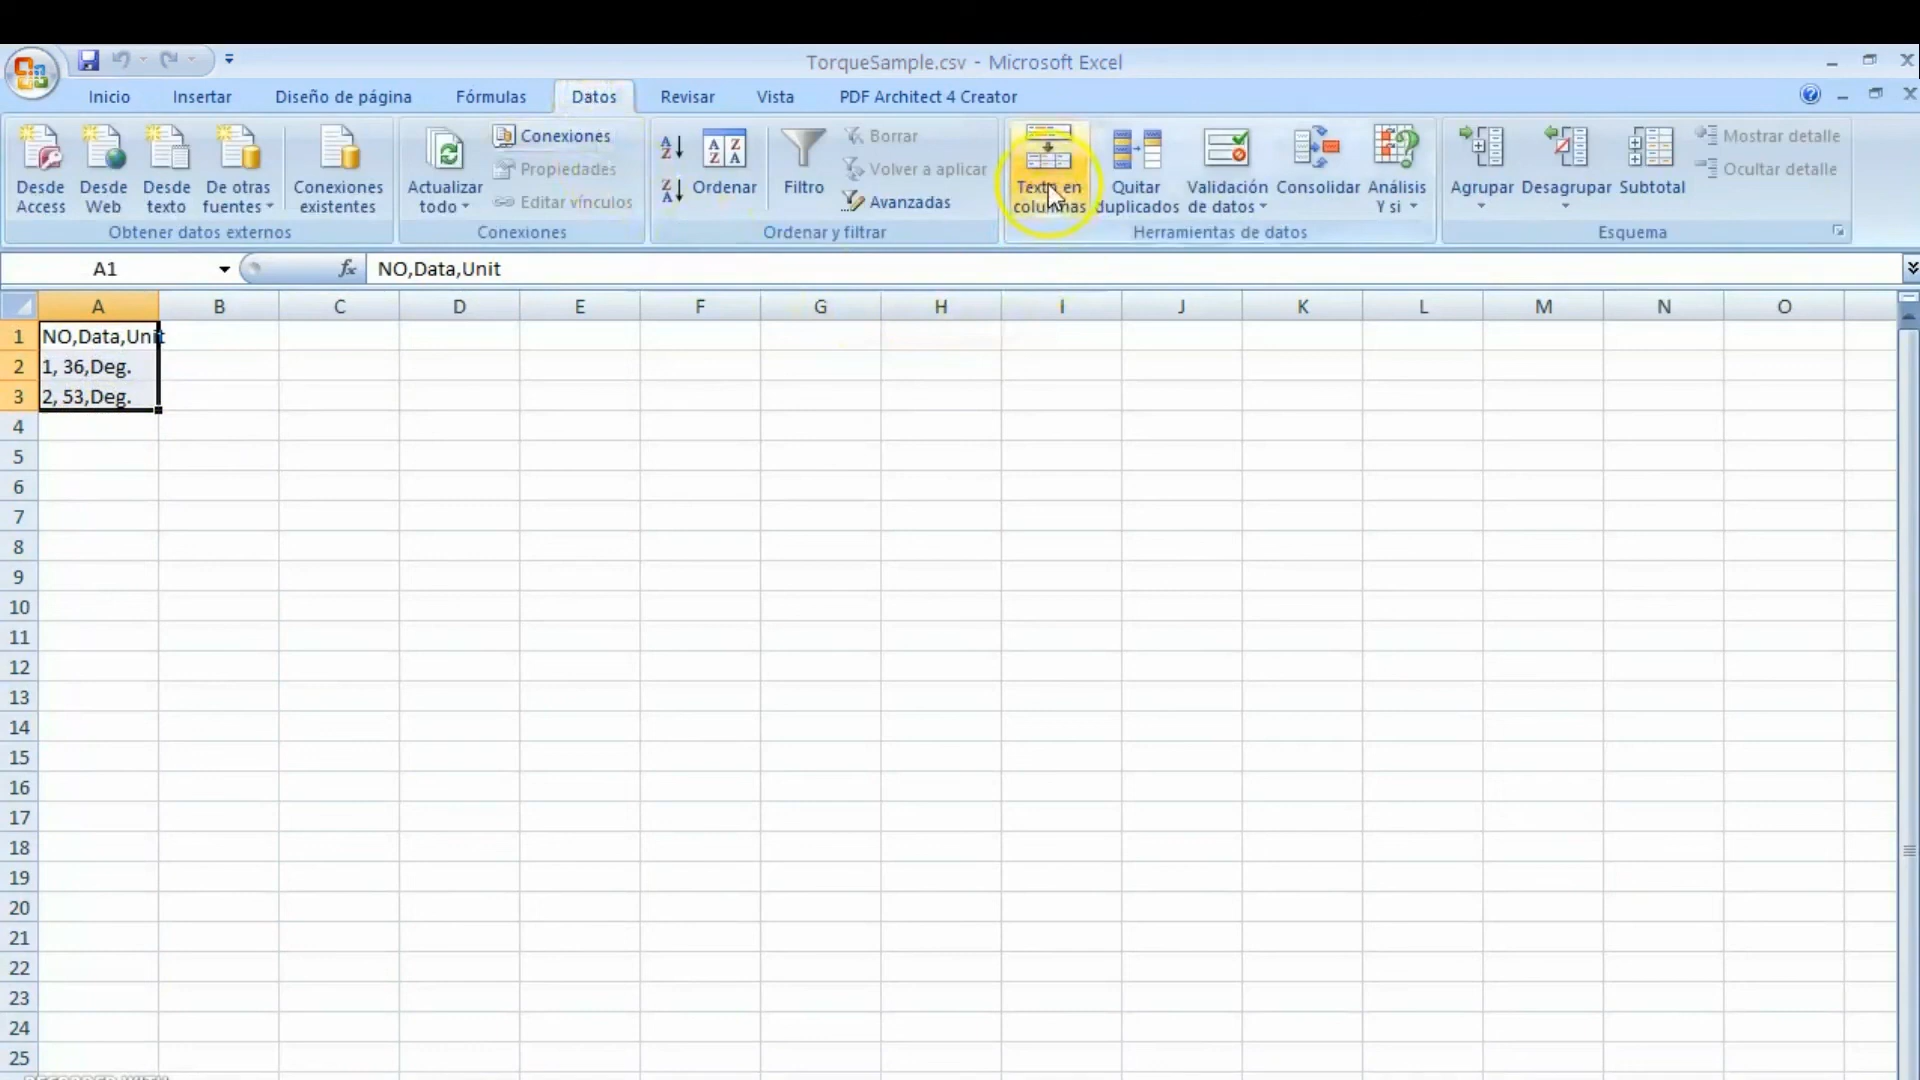 TorqueSample.csv - Microsoft Excel
Inicio Insertar Diseño de página Fórmulas Datos Revisar Vista PDF Architect 4 Creator
Desde Access
Desde Web
Desde texto
De otras fuentes
Conexiones existentes
Obtener datos externos
Actualizar todo
Conexiones
Propiedades
Editar vínculos
Conexiones
Ordenar
Filtro
Borrar
Volver a aplicar
Avanzadas
Ordenar y filtrar
Texto en columnas
Quitar duplicados
Validación de datos
Consolidar
Análisis Y si
Herramientas de datos
Agrupar
Desagrupar
Subtotal
Mostrar detalle
Ocultar detalle
Esquema
A1 fx NO,Data,Unit
A B C D E F G H I J K L M N O
1 NO,Data,Unit
2 1, 36,Deg.
3 2, 53,Deg.
4
5
6
7
8
9
10
11
12
13
14
15
16
17
18
19
20
21
22
23
24
25